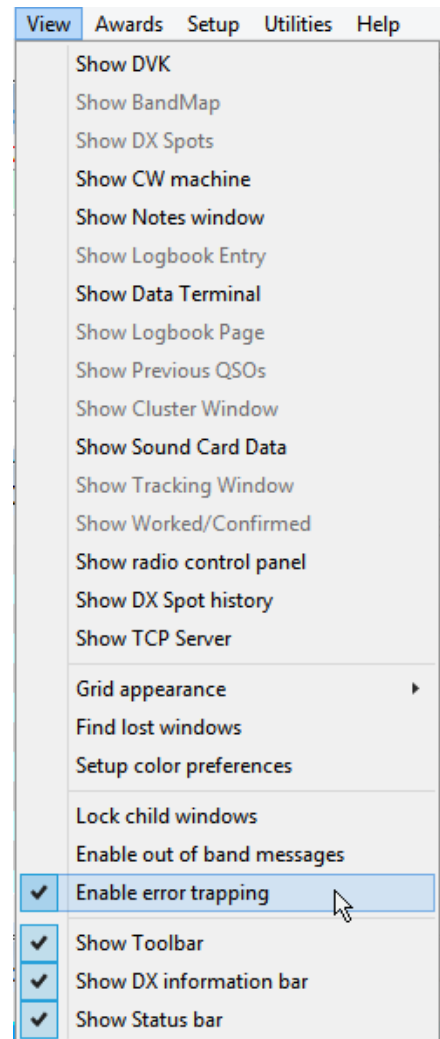 View Awards Setup Utilities Help
Show DVK
Show BandMap
Show DX Spots
Show CW machine
Show Notes window
Show Logbook Entry
Show Data Terminal
Show Logbook Page
Show Previous QSOs
Show Cluster Window
Show Sound Card Data
Show Tracking Window
Show Worked/Confirmed
Show radio control panel
Show DX Spot history
Show TCP Server
Grid appearance
Find lost windows
Setup color preferences
Lock child windows
Enable out of band messages
Enable error trapping
Show Toolbar
Show DX information bar
Show Status bar